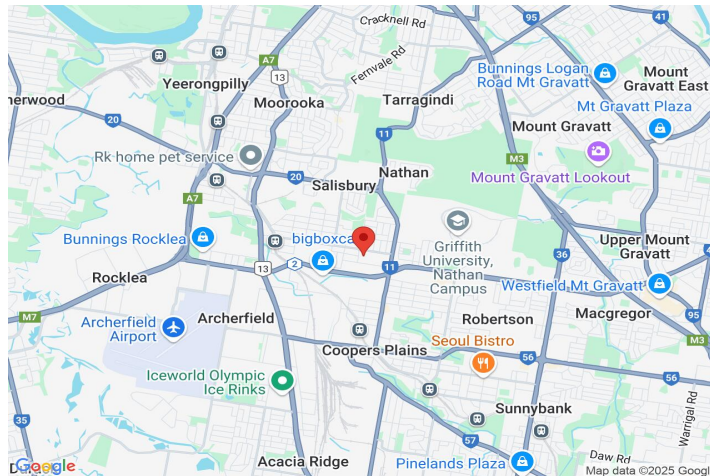 Cracknell Rd
95
41
A7
Fernvale Rd
Yeerongpilly
13
Bunnings Logan
Road Mt Gravatt
Mount
Gravatt East
Moorooka
Tarragindi
Mt Gravatt Plaza
20
11
Mount Gravatt
Rk home pet service
M3
Nathan
Mount Gravatt Lookout
20
Salisbury
A7
Bunnings Rocklea
bigboxca
Griffith
University,
Nathan
Campus
36
Upper Mount
Gravatt
2
13
11
Rocklea
Westfield Mt Gravatt
M7
Archerfield
Airport
Archerfield
Robertson
Macgregor
95
Seoul Bistro
M3
Coopers Plains
56
56
Iceworld Olympic
Ice Rinks
Sunnybank
Warrigal Rd
35
57
Daw Rd
Acacia Ridge
Pinelands Plaza
Google
Map data ©2025 Googl